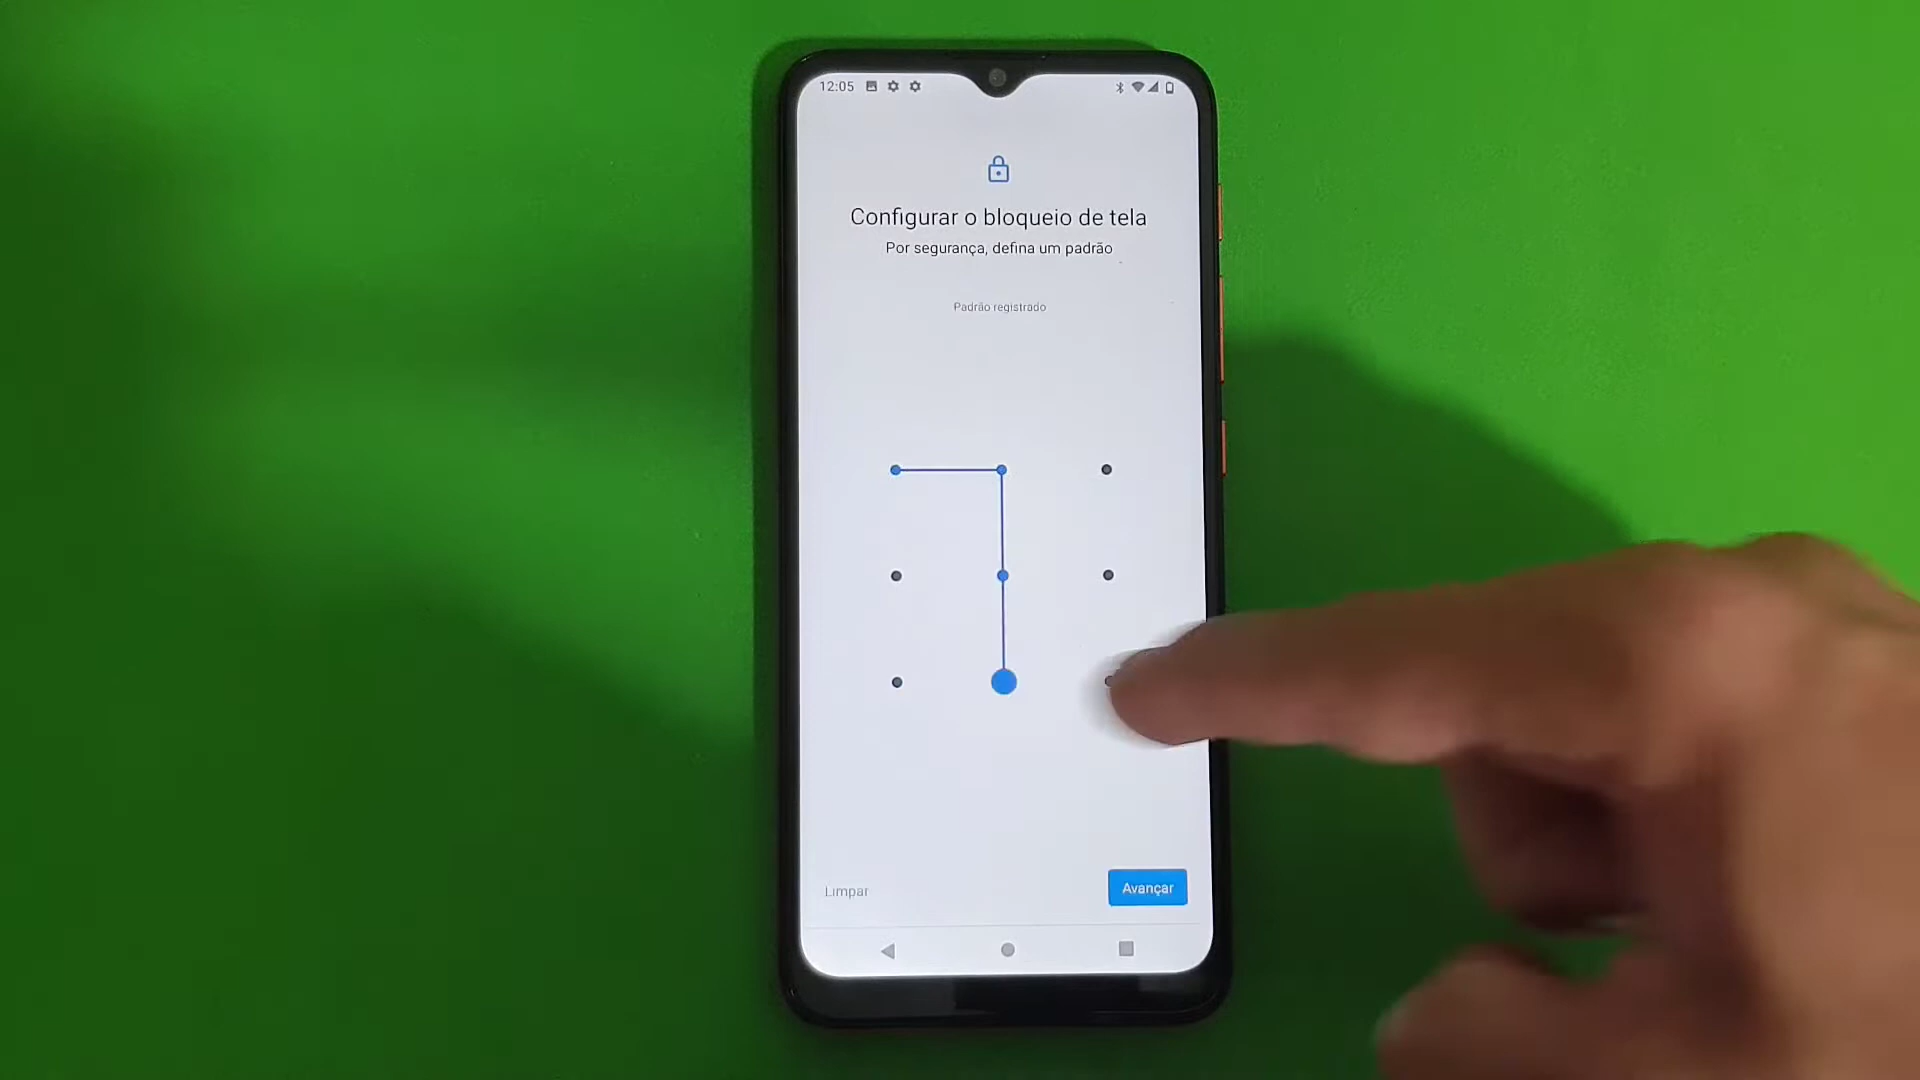 12:05
Configurar o bloqueio de tela
Por segurança, defina um padrão
Padrão registrado
Limpar
Avançar